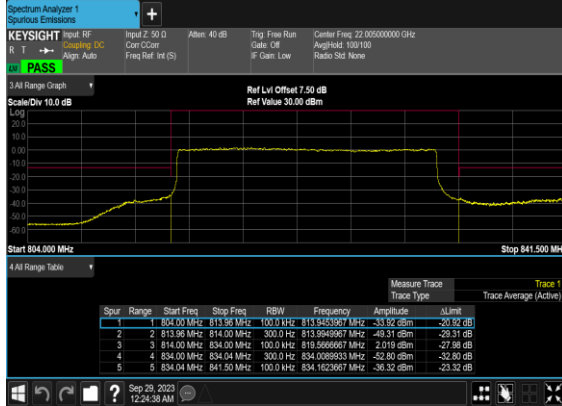 Spectrum Analyzer 1
Spurious Emissions
+
KEYSIGHT Input: RF Input Z: 50 Ω Atten: 40 dB Trig: Free Run Center Freq: 22.005000000 GHz
R T Coupling: DC Corr CCorr Gate: Off Avg|Hold: 100/100
Align: Auto Freq Ref: Int (S) IF Gain: Low Radio Std: None
LXI PASS
3 All Range Graph
Ref Lvl Offset 7.50 dB
Scale/Div 10.0 dB Ref Value 30.00 dBm
Log
20.0
10.0
0.00
-10.0
-20.0
-30.0
-40.0
-50.0
-60.0
Start 804.000 MHz Stop 841.500 MH
4 All Range Table
Measure Trace Trace 1
Trace Type Trace Average (Active)
Spur Range Start Freq Stop Freq RBW Frequency Amplitude ΔLimit
1 1 804.00 MHz 813.96 MHz 100.0 kHz 813.9453967 MHz -33.92 dBm -20.92 dB
2 2 813.96 MHz 814.00 MHz 300.0 Hz 813.9949967 MHz -49.31 dBm -29.31 dB
3 3 814.00 MHz 834.00 MHz 100.0 kHz 819.5666667 MHz 2.019 dBm -27.98 dB
4 4 834.00 MHz 834.04 MHz 300.0 Hz 834.0089933 MHz -52.80 dBm -32.80 dB
5 5 834.04 MHz 841.50 MHz 100.0 kHz 834.1623667 MHz -36.32 dBm -23.32 dB
? Sep 29, 2023
12:24:38 AM